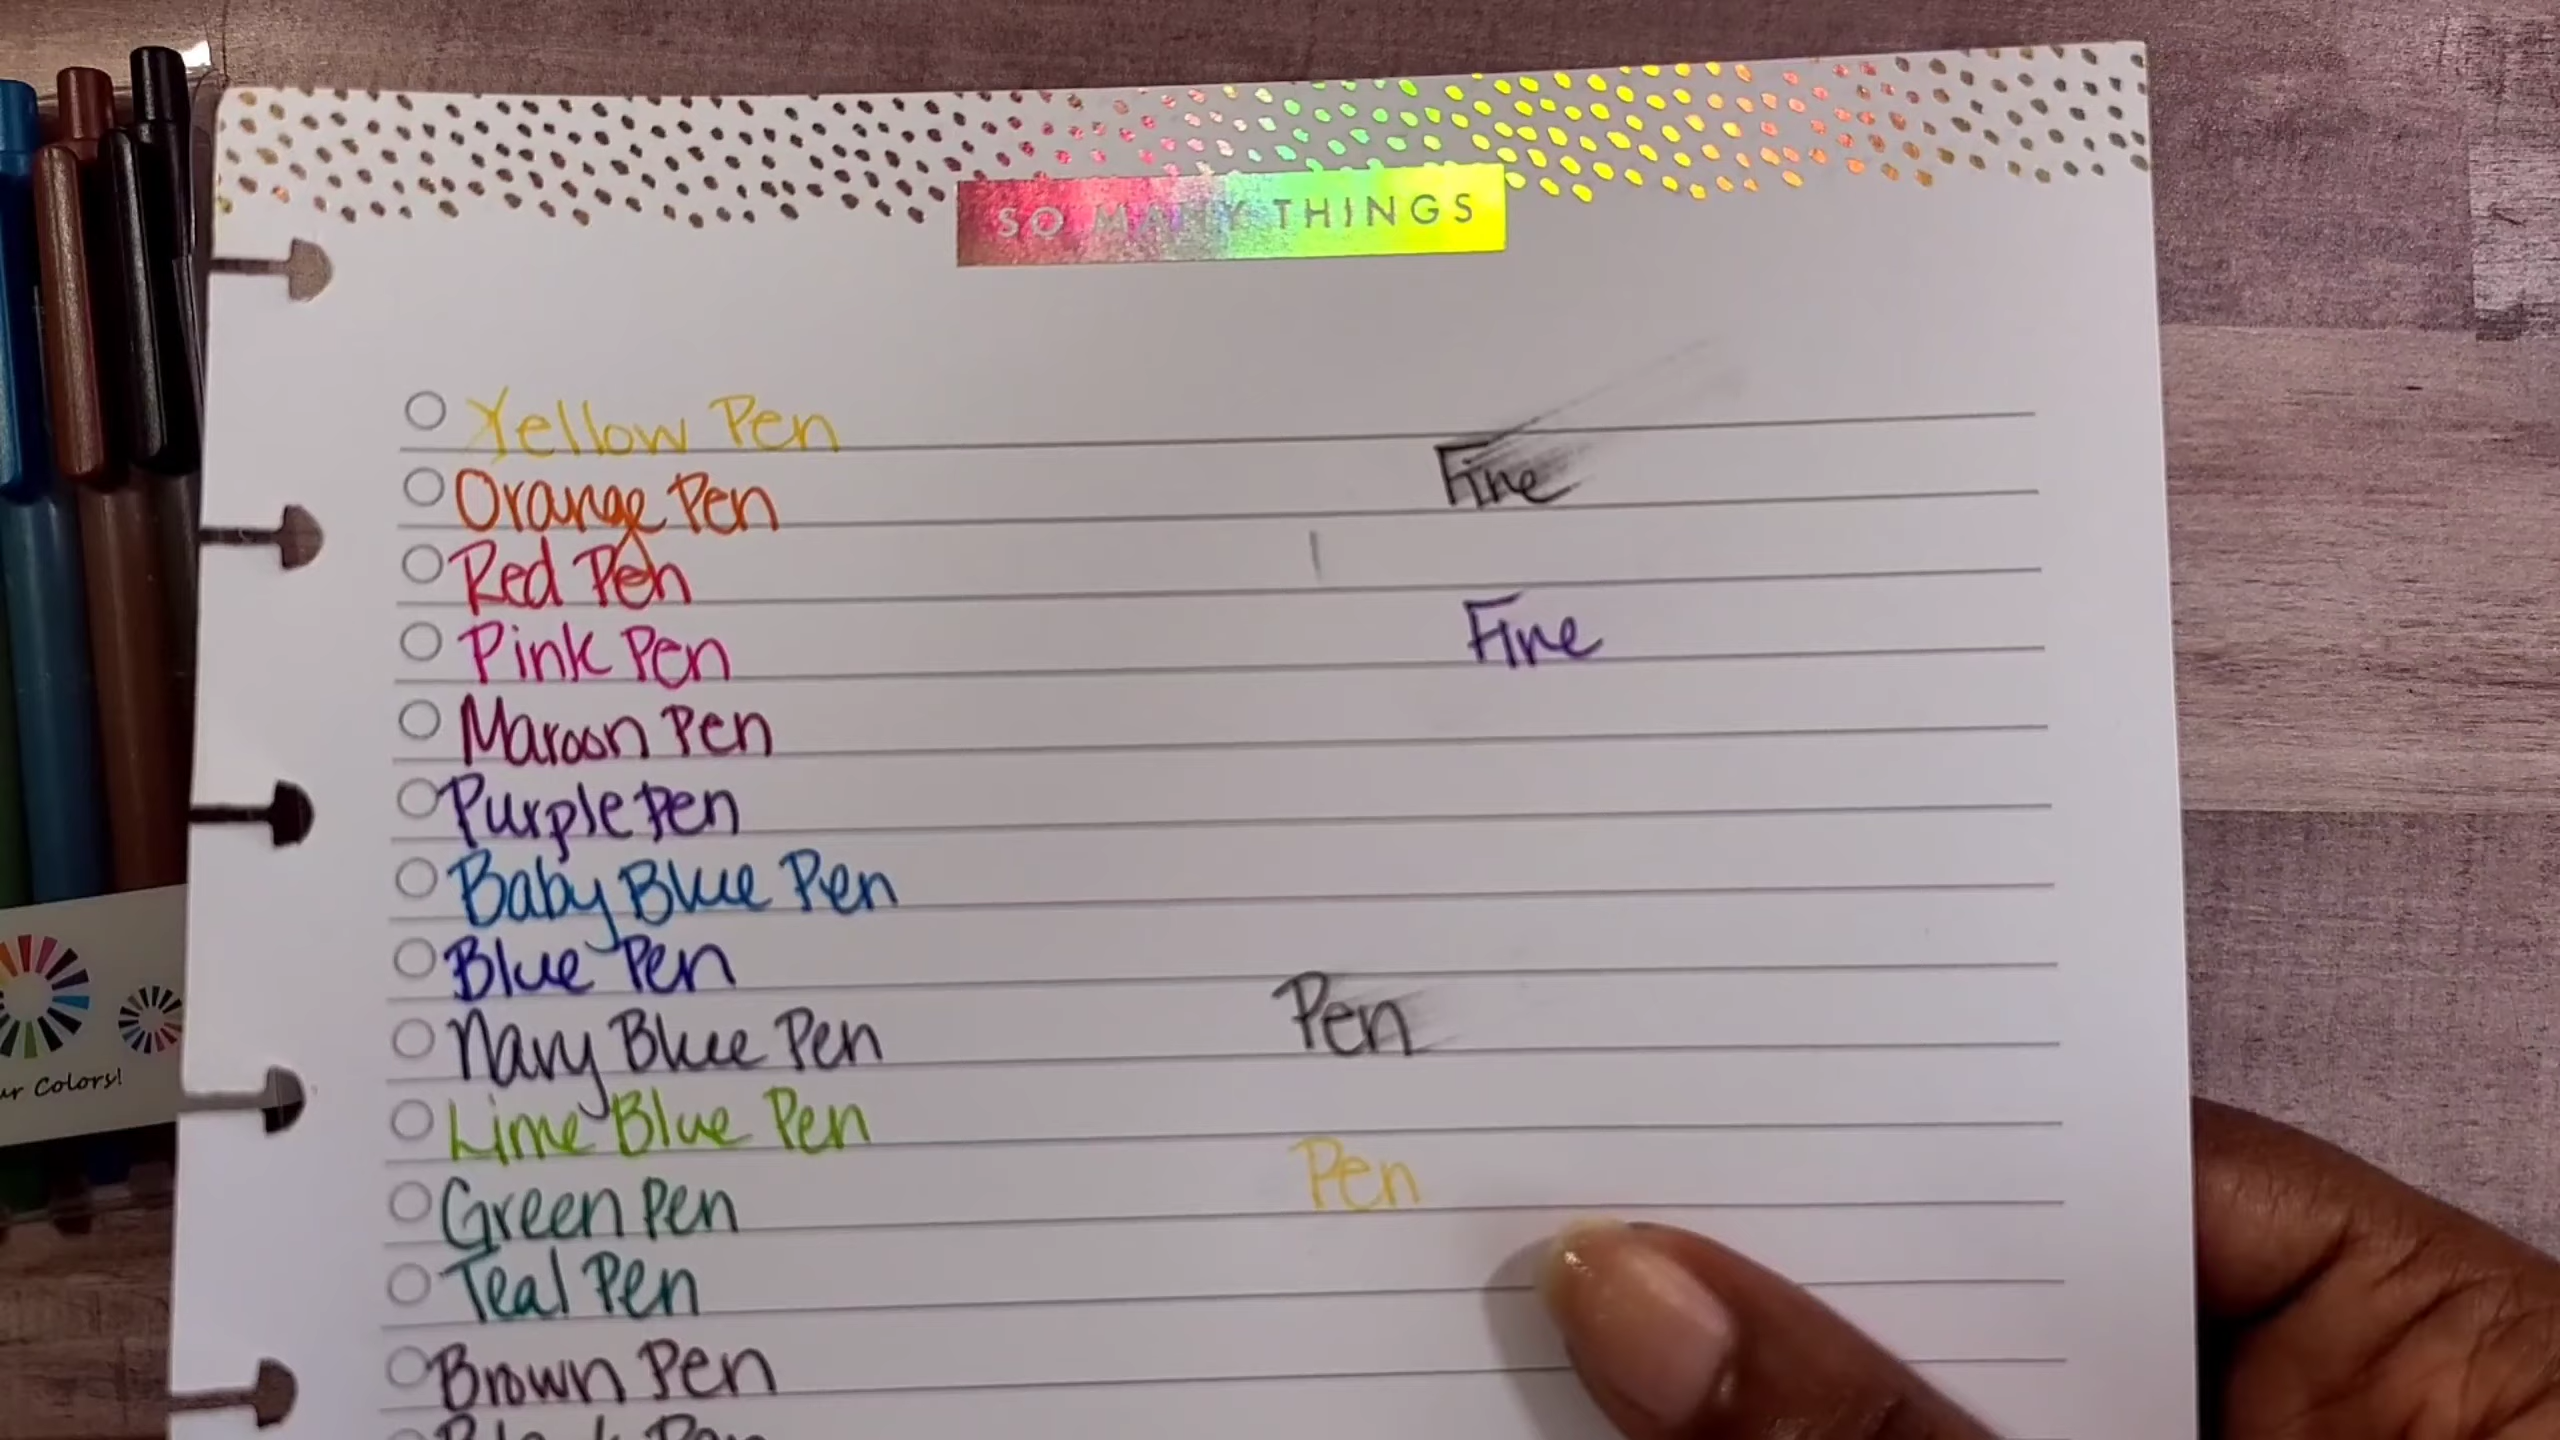 SO MANY THINGS
Yellow Pen
Orange Pen
Fine
Red Pen
Pink Pen
Fine
Maroon Pen
Purple Pen
Baby Blue Pen
Blue Pen
Navy Blue Pen
Pen
Lime Blue Pen
Pen
Green Pen
Teal Pen
Brown Pen
Colors!